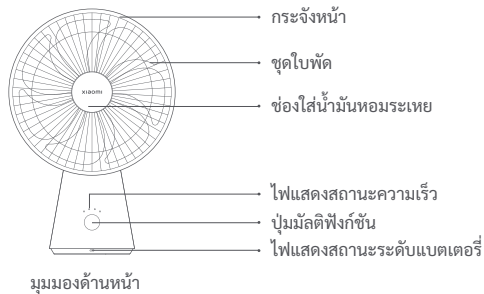 กระจังหน้า
ชุดใบพัด
xiaomi
ช่องใส่น้ำมันหอมระเหย
ไฟแสดงสถานะความเร็ว
ปุ่มมัลติฟังก์ชัน
ไฟแสดงสถานะระดับแบตเตอรี่
มุมมองด้านหน้า